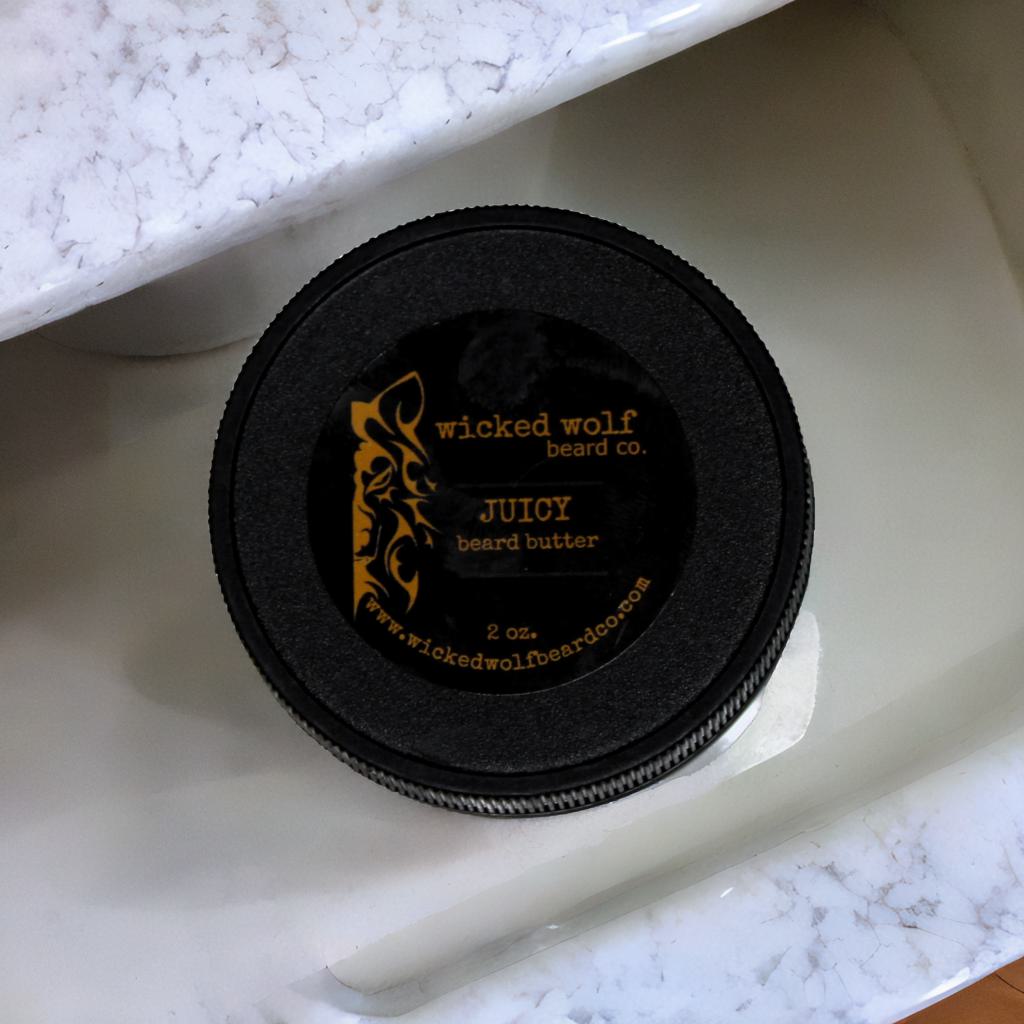 wicked wolf
beard co.
JUICY
beard butter
2 oz.
www.wickedwolfbeardco.com